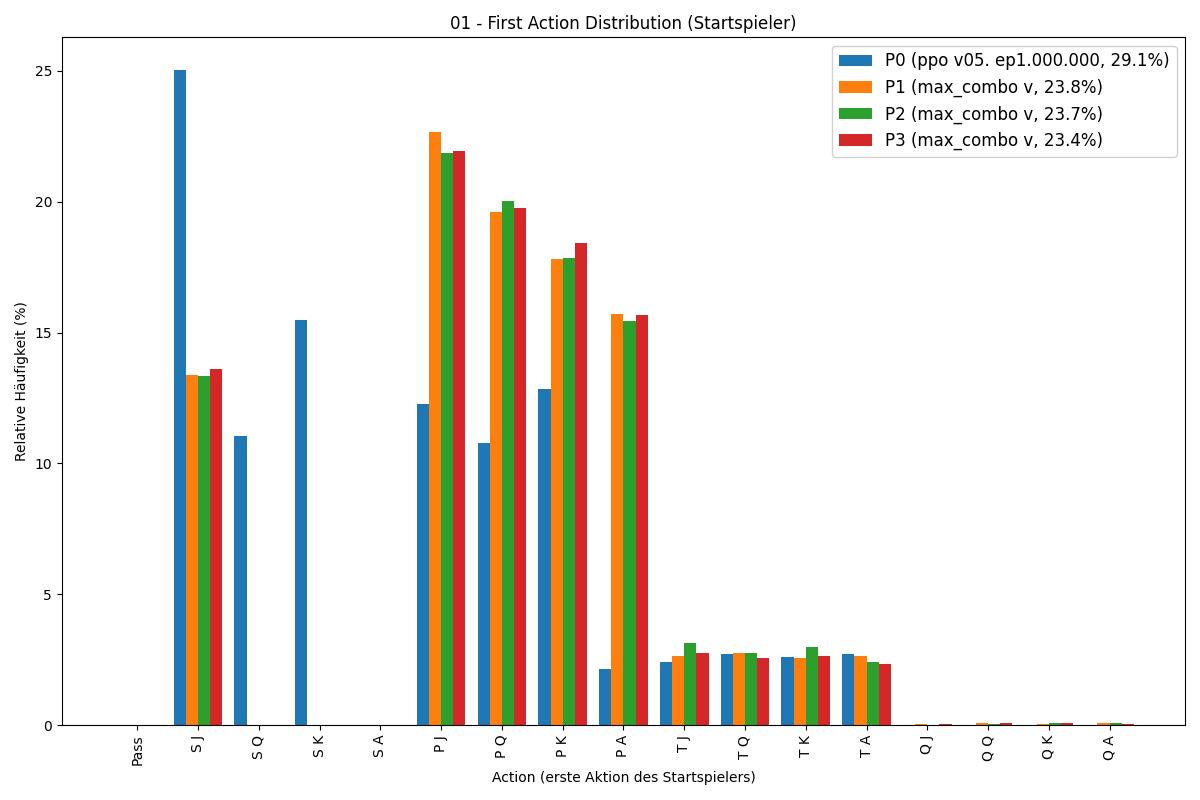 01 - First Action Distribution (Startspieler)
P0 (ppo v05. ep1.000.000, 29.1%)
P1 (max_combo v, 23.8%)
P2 (max_combo v, 23.7%)
P3 (max_combo v, 23.4%)
Relative Häufigkeit (%)
25
20
15
10
5
0
Pass
S J
S Q
S K
S A
P J
P Q
P K
P A
T J
T Q
T K
T A
Q J
Q Q
Q K
Q A
Action (erste Aktion des Startspielers)